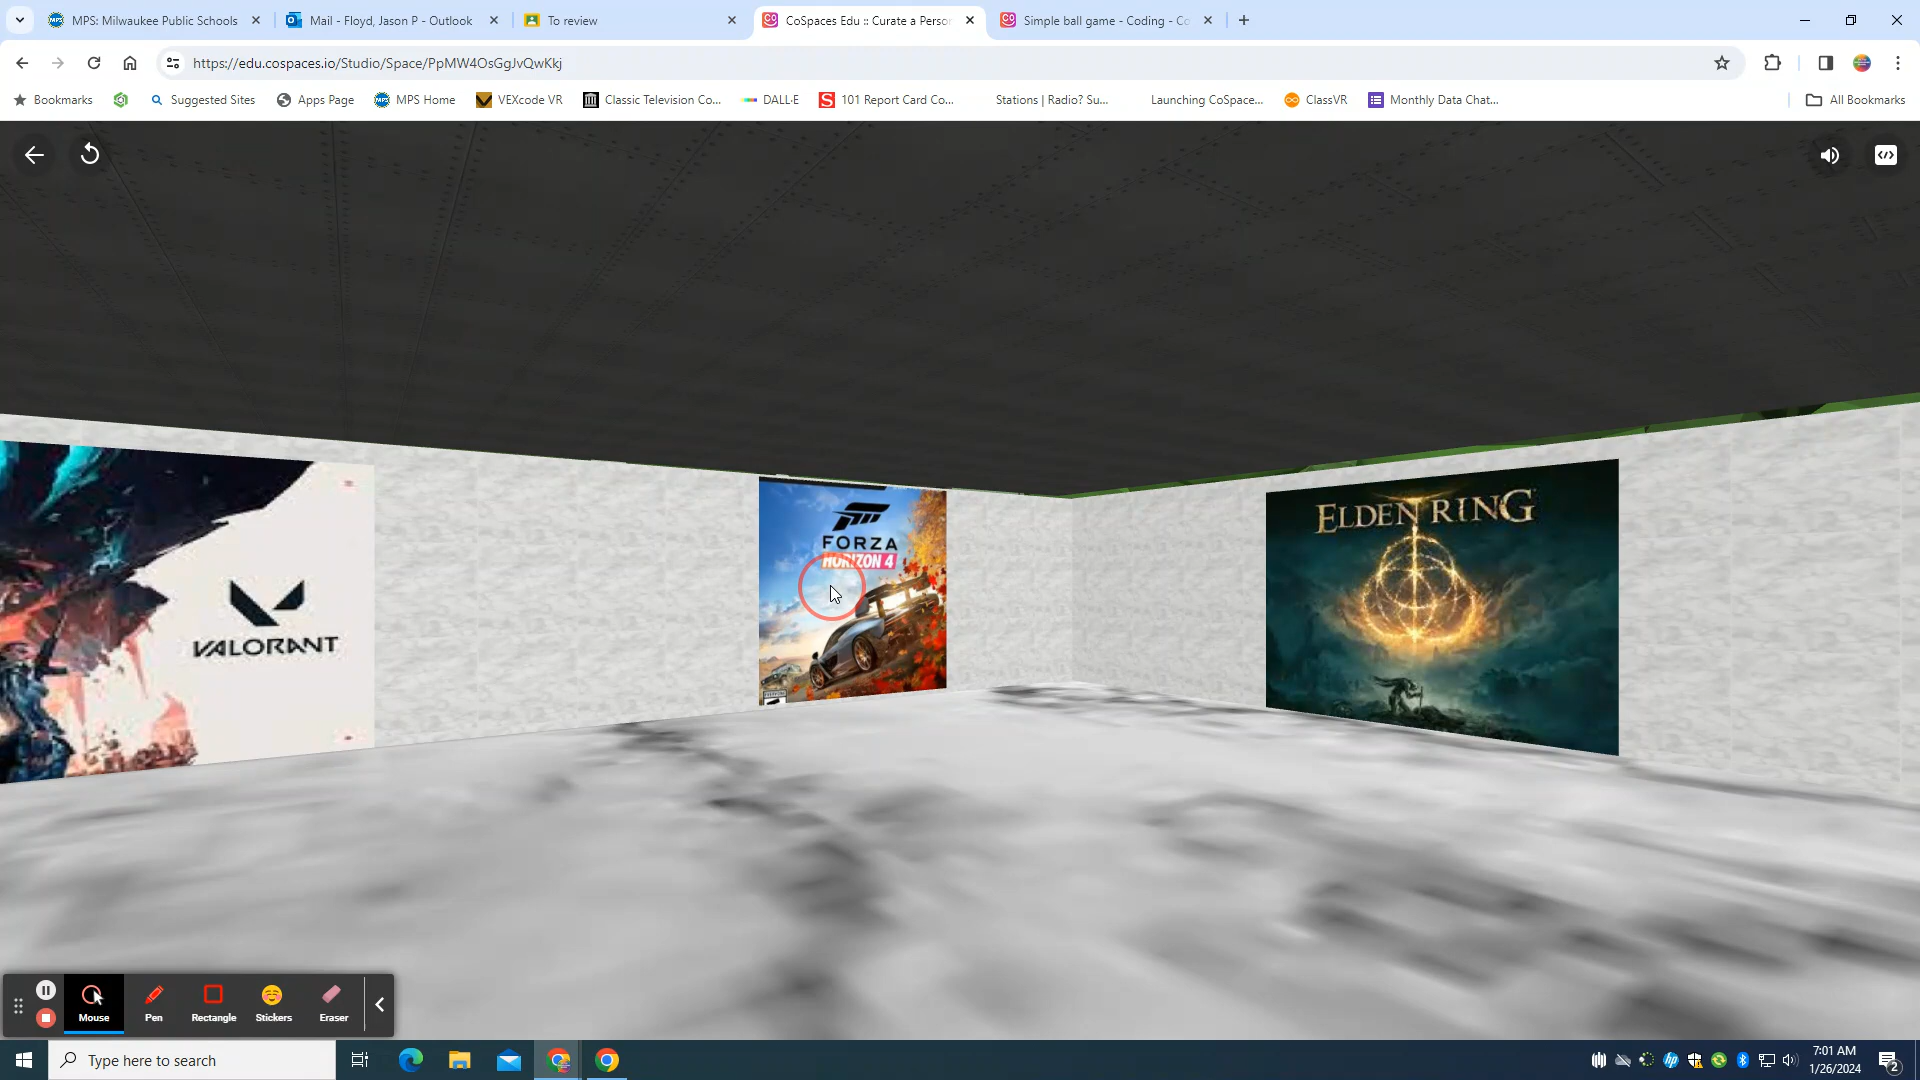 MPS: Milwaukee Public Schools
Mail - Floyd, Jason P - Outlook
To review
CoSpaces Edu :: Curate a Person
Simple ball game - Coding - Co
https://edu.cospaces.io/Studio/Space/PpMW4OsGgJvQwKkj
Bookmarks
Suggested Sites
Apps Page
MPS Home
VEXcode VR
Classic Television Co...
DALL·E
101 Report Card Co...
Stations | Radio? Su...
Launching CoSpace...
ClassVR
Monthly Data Chat...
All Bookmarks
VALORANT
FORZA
HORIZON 4
ELDEN RING
Mouse
Pen
Rectangle
Stickers
Eraser
Type here to search
7:01 AM
1/26/2024
2